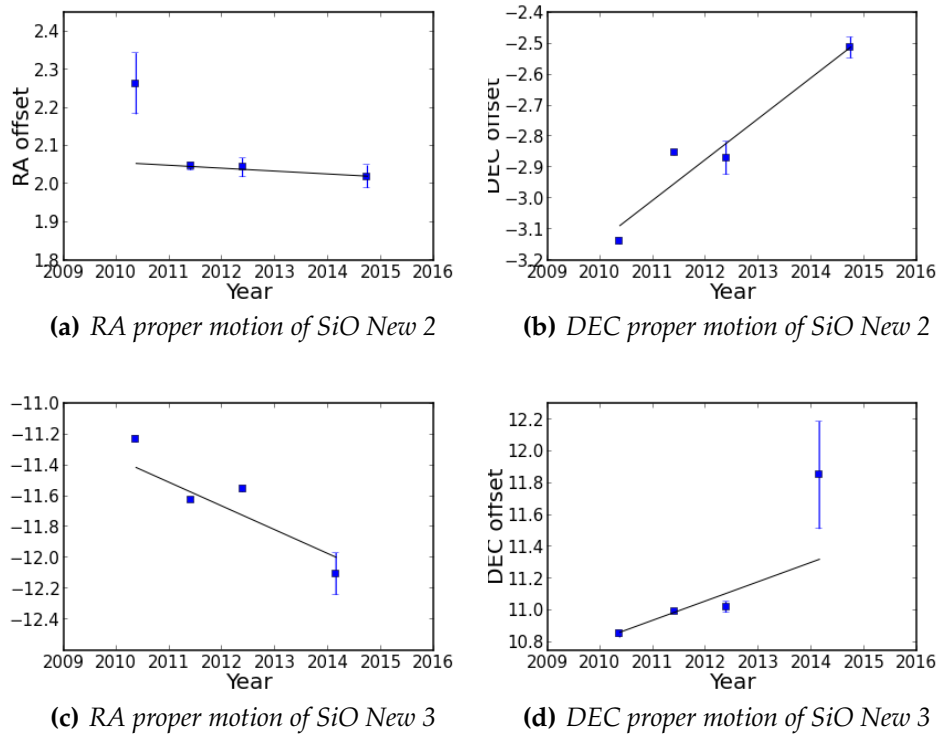 2.4
2.3
2.2
2.1
2.0
1.9
1.8
RA offset
2009 2010 2011 2012 2013 2014 2015 2016
Year
(a) RA proper motion of SiO New 2
−2.4
−2.5
−2.6
−2.7
−2.8
−2.9
−3.0
−3.1
−3.2
DEC offset
2009 2010 2011 2012 2013 2014 2015 2016
Year
(b) DEC proper motion of SiO New 2
−11.0
−11.2
−11.4
−11.6
−11.8
−12.0
−12.2
−12.4
2009 2010 2011 2012 2013 2014 2015 2016
Year
(c) RA proper motion of SiO New 3
12.2
12.0
11.8
11.6
11.4
11.2
11.0
10.8
DEC offset
2009 2010 2011 2012 2013 2014 2015 2016
Year
(d) DEC proper motion of SiO New 3